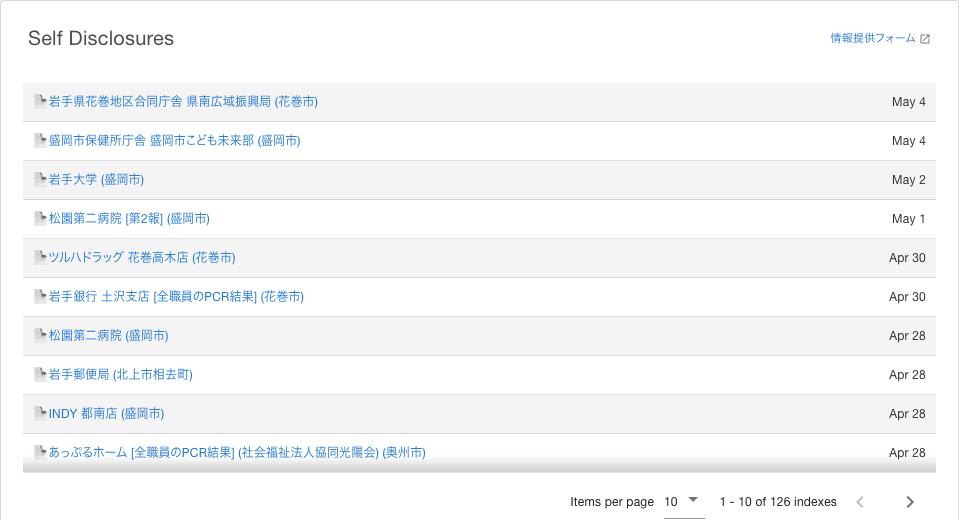 Self Disclosures
情報提供フォーム
岩手県花巻地区合同庁舎 県南広域振興局 (花巻市) May 4
盛岡市保健所庁舎 盛岡市こども未来部 (盛岡市) May 4
岩手大学 (盛岡市) May 2
松園第二病院 [第2報] (盛岡市) May 1
ツルハドラッグ 花巻高木店 (花巻市) Apr 30
岩手銀行 土沢支店 [全職員のPCR結果] (花巻市) Apr 30
松園第二病院 (盛岡市) Apr 28
岩手郵便局 (北上市相去町) Apr 28
INDY 都南店 (盛岡市) Apr 28
あっぷるホーム [全職員のPCR結果] (社会福祉法人協同光陽会) (奥州市) Apr 28
Items per page 10 1 - 10 of 126 indexes